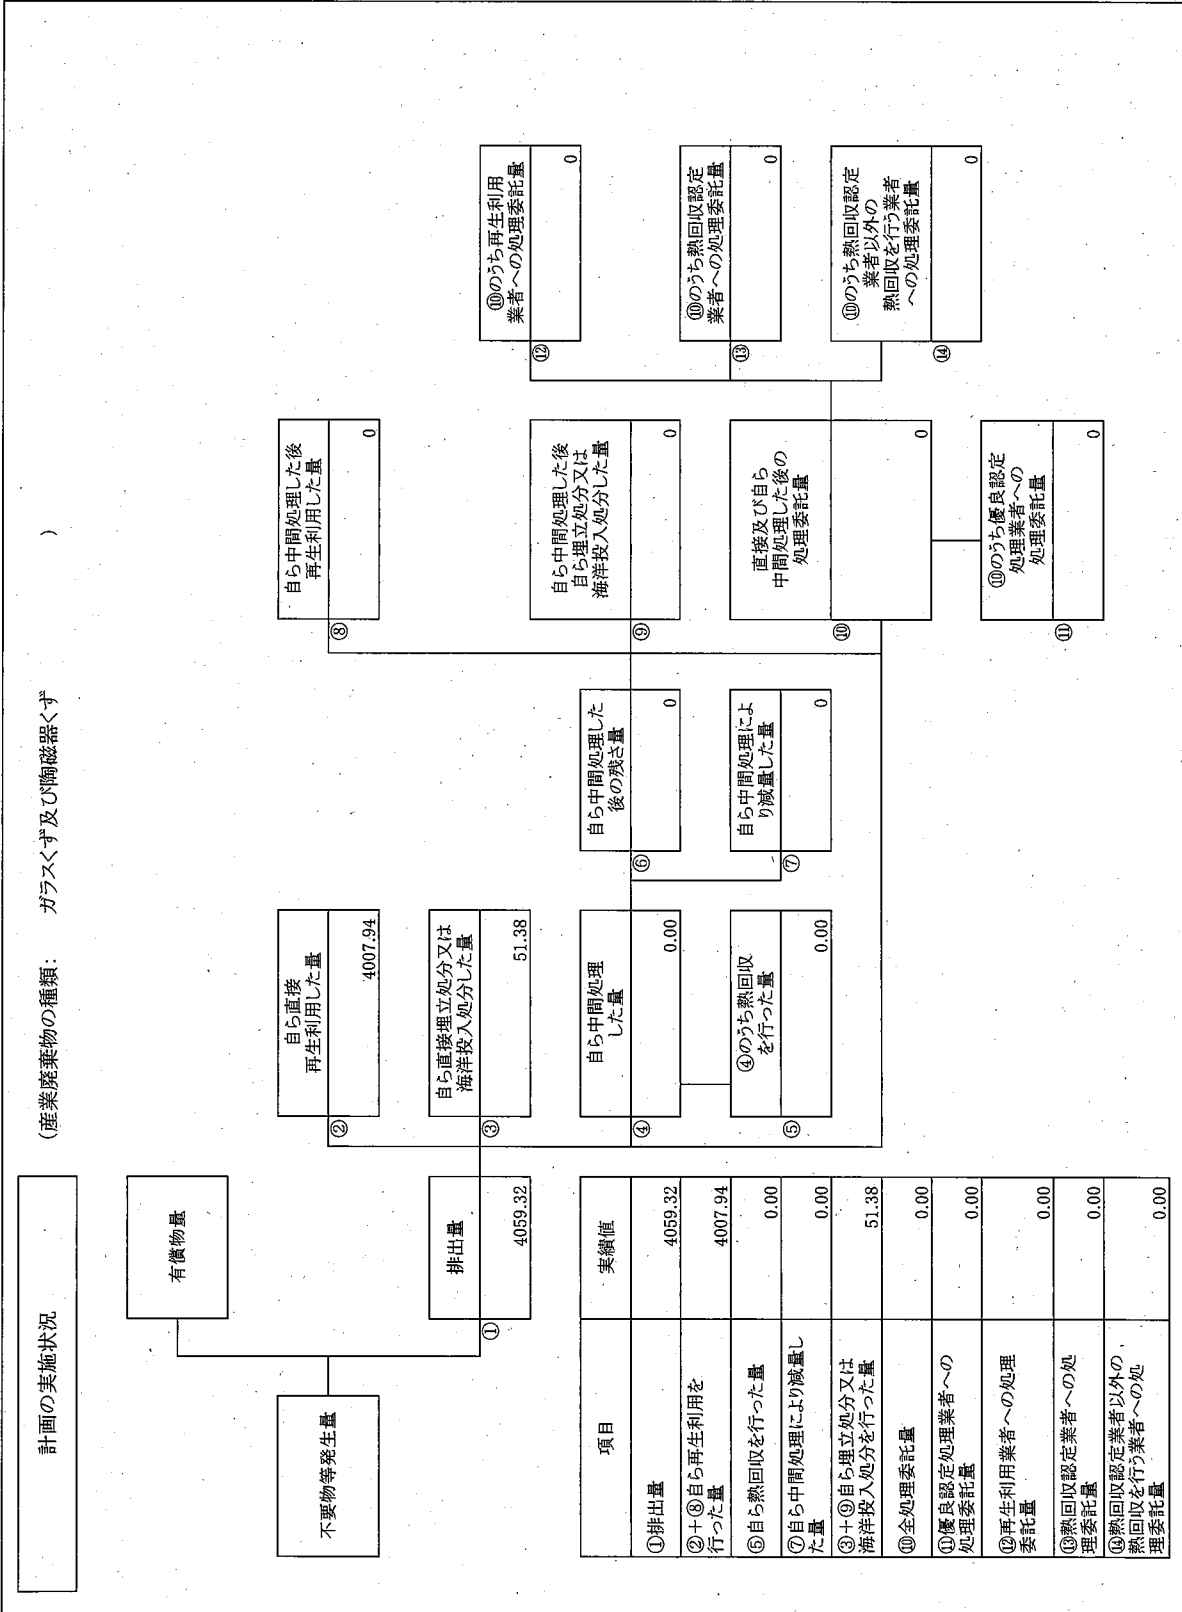 計画の実施状況
(産業廃棄物の種類： ガラスくず及び陶磁器くず )
不要物等発生量
有償物量
①
排出量
4059.32
②
自ら直接
再生利用した量
4007.94
③
自ら直接埋立処分又は
海洋投入処分した量
51.38
④
自ら中間処理
した量
0.00
⑤
④のうち熱回収
を行った量
0.00
⑥
自ら中間処理した
後の残さ量
0
⑦
自ら中間処理によ
り減量した量
0
⑧
自ら中間処理した後
再生利用した量
0
⑨
自ら中間処理した後
自ら埋立処分又は
海洋投入処分した量
0
⑩
直接及び自ら
中間処理した後の
処理委託量
0
⑪
⑩のうち優良認定
処理業者への
処理委託量
0
⑫
⑩のうち再生利用
業者への処理委託量
0
⑬
⑩のうち熱回収認定
業者への処理委託量
0
⑭
⑩のうち熱回収認定
業者以外の
熱回収を行う業者
への処理委託量
0
項目 実績値
①排出量 4059.32
②+⑧自ら再生利用を
行った量 4007.94
⑤自ら熱回収を行った量 0.00
⑦自ら中間処理により減量し
た量 0.00
③+⑨自ら埋立処分又は
海洋投入処分を行った量 51.38
⑩全処理委託量 0.00
⑪優良認定処理業者への
処理委託量 0.00
⑫再生利用業者への処理
委託量 0.00
⑬熱回収認定業者への処
理委託量 0.00
⑭熱回収認定業者以外の
熱回収を行う業者への処
理委託量 0.00